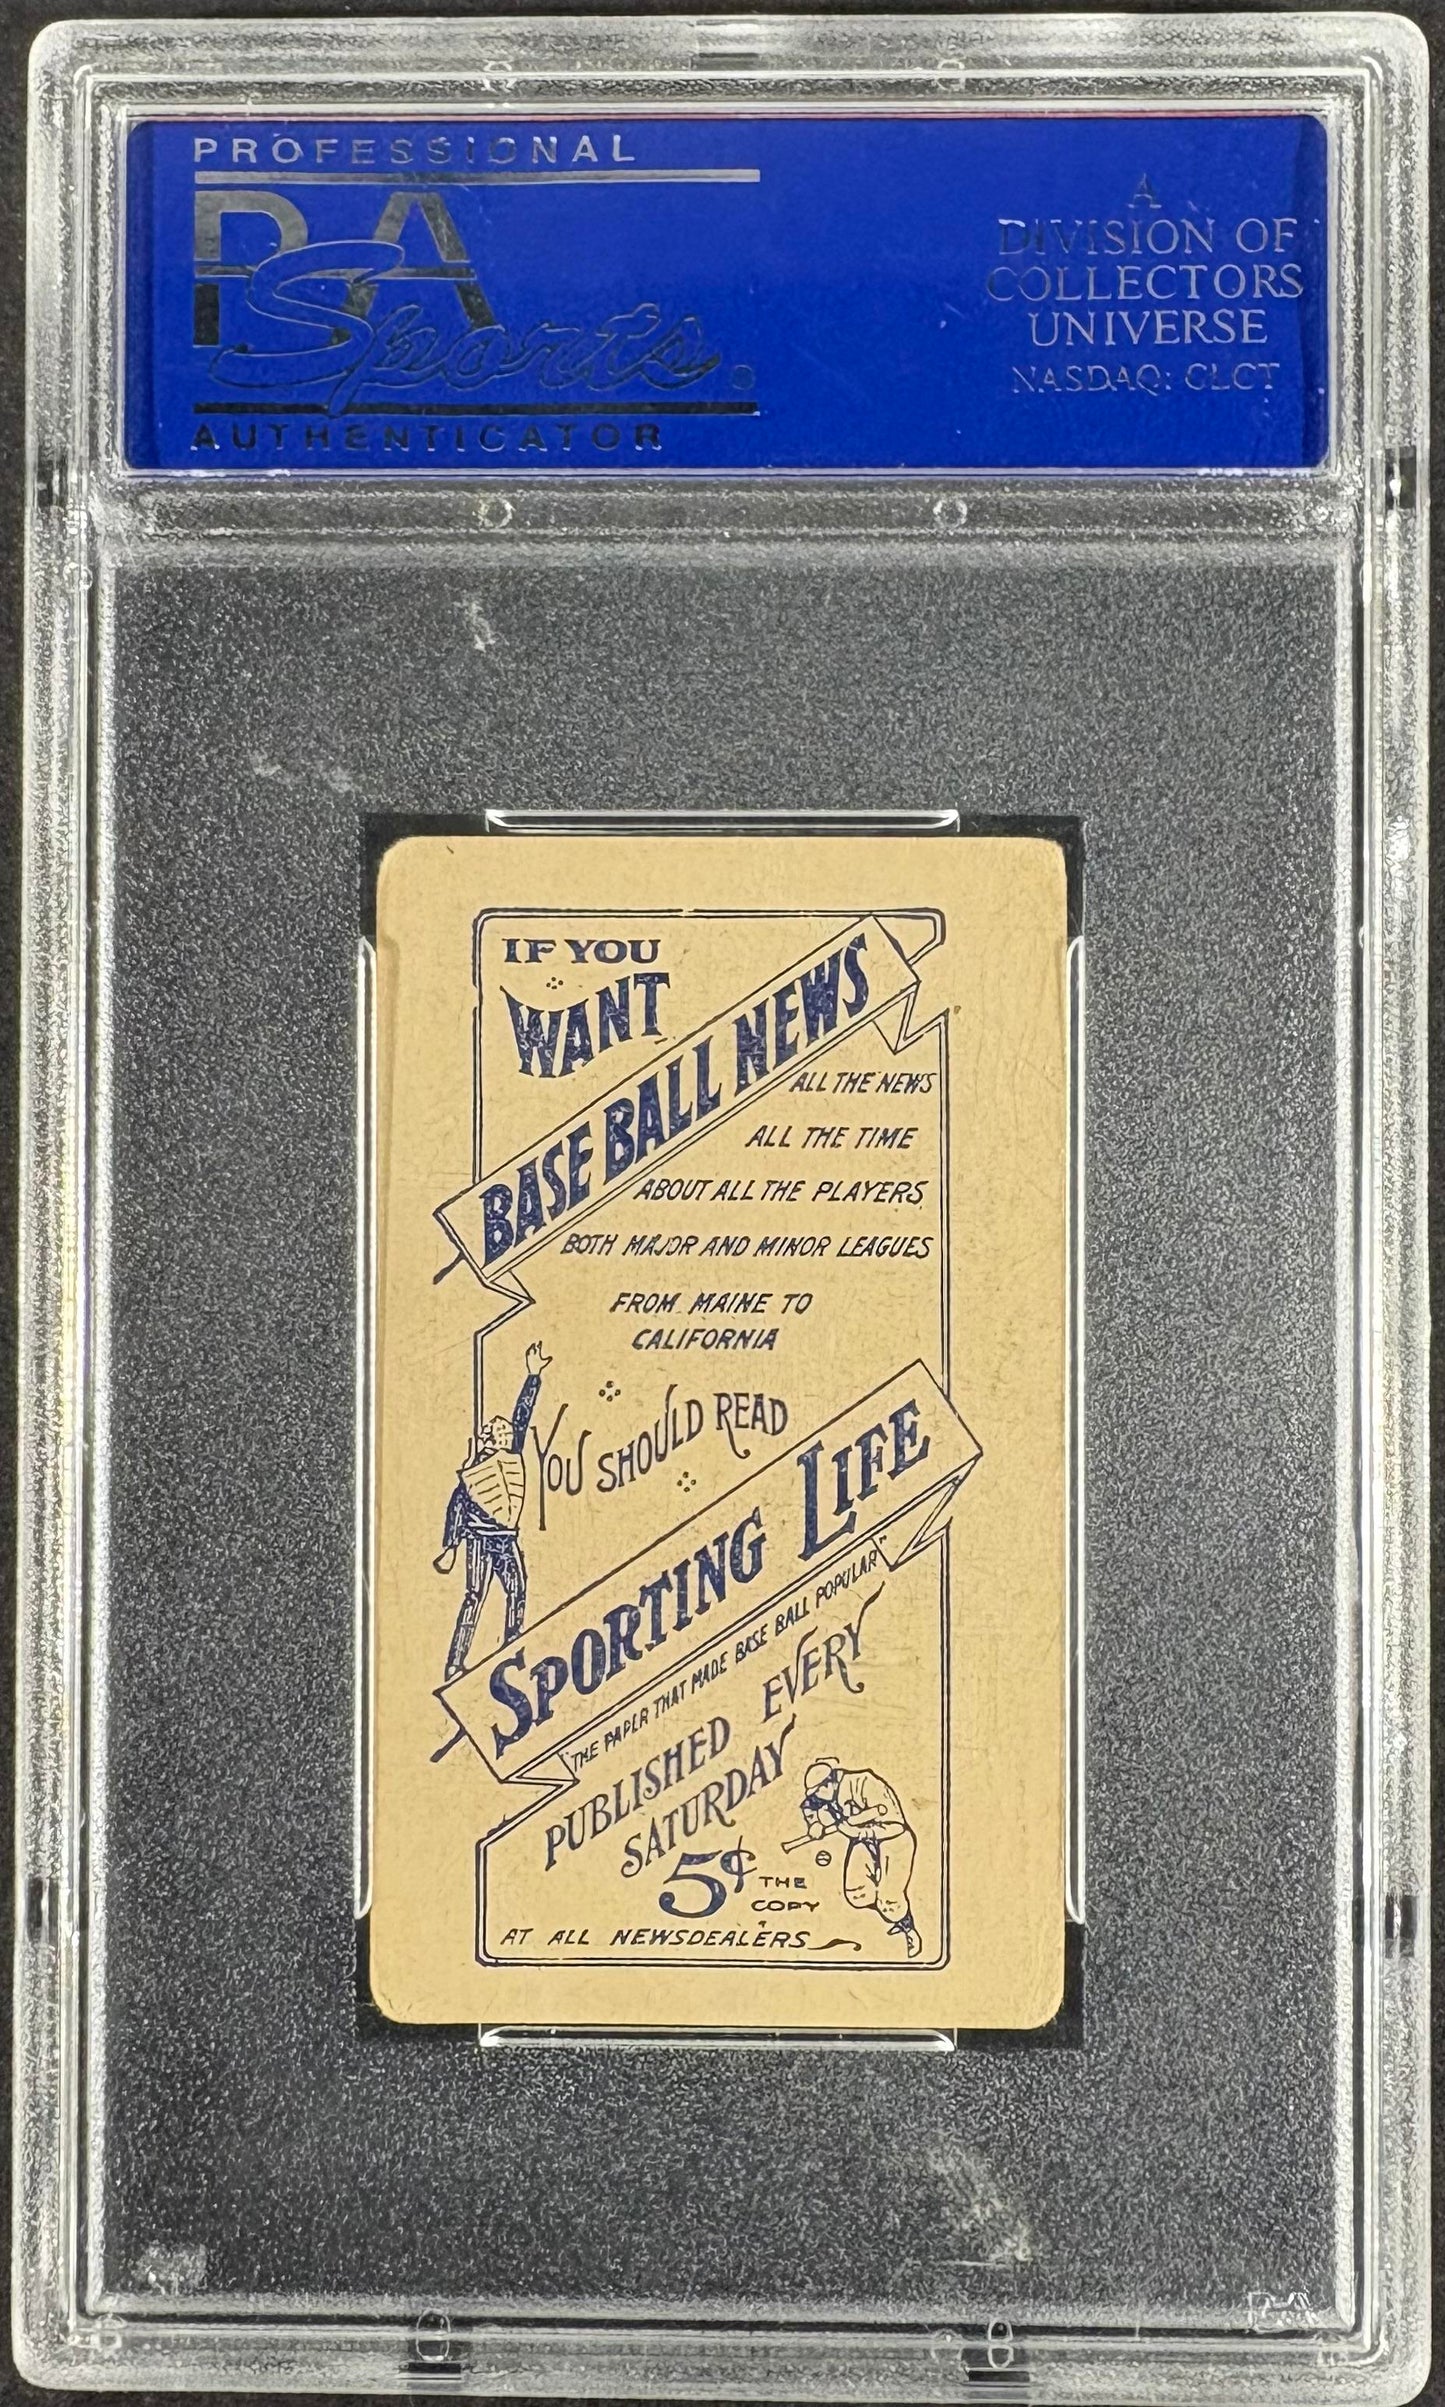 PROFESSIONAL
PSA
Sports
AUTHENTICATOR
A
DIVISION OF
COLLECTORS
UNIVERSE
NASDAQ: CLCT
IF YOU
WANT
BASE BALL NEWS
ALL THE NEWS
ALL THE TIME
ABOUT ALL THE PLAYERS
BOTH MAJOR AND MINOR LEAGUES
FROM MAINE TO
CALIFORNIA
YOU SHOULD READ
SPORTING LIFE
"THE PAPER THAT MADE BASE BALL POPULAR"
PUBLISHED EVERY
SATURDAY
5¢ THE
COPY
AT ALL NEWSDEALERS
PSA